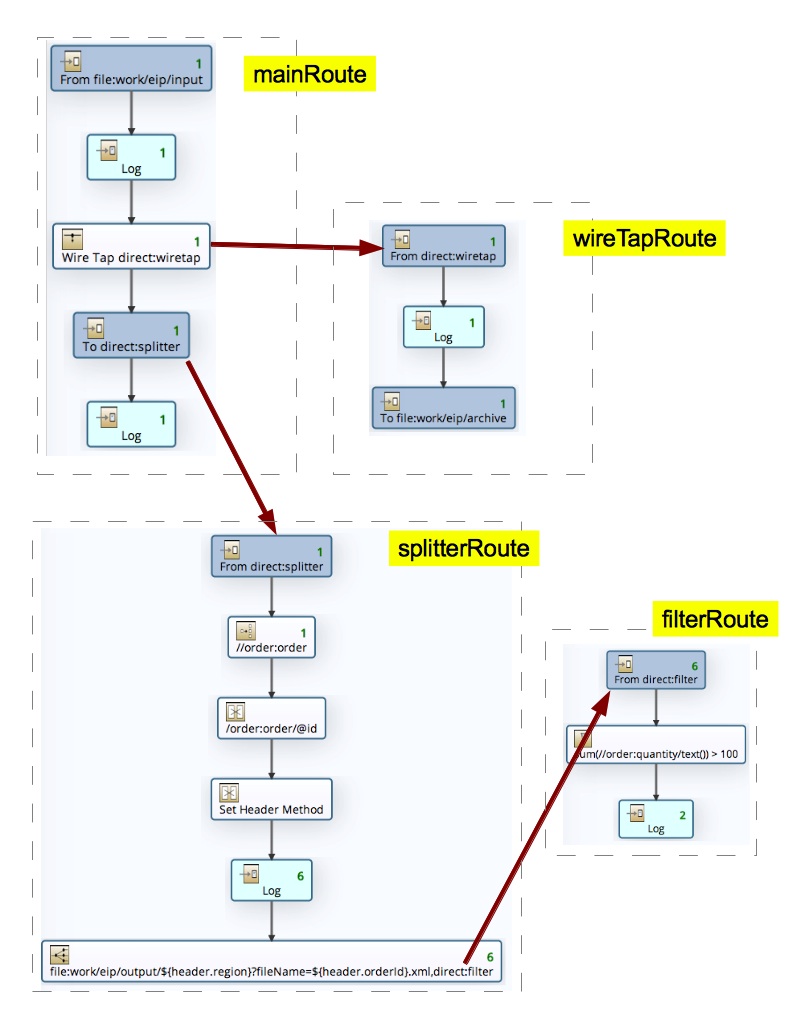 mainRoute
1
From file:work/eip/input
1
Log
1
Wire Tap direct:wiretap
1
To direct:splitter
1
Log
wireTapRoute
1
From direct:wiretap
1
Log
1
To file:work/eip/archive
splitterRoute
1
From direct:splitter
1
//order:order
/order:order/@id
Set Header Method
6
Log
6
file:work/eip/output/${header.region}?fileName=${header.orderId}.xml,direct:filter
filterRoute
6
From direct:filter
sum(//order:quantity/text()) > 100
2
Log